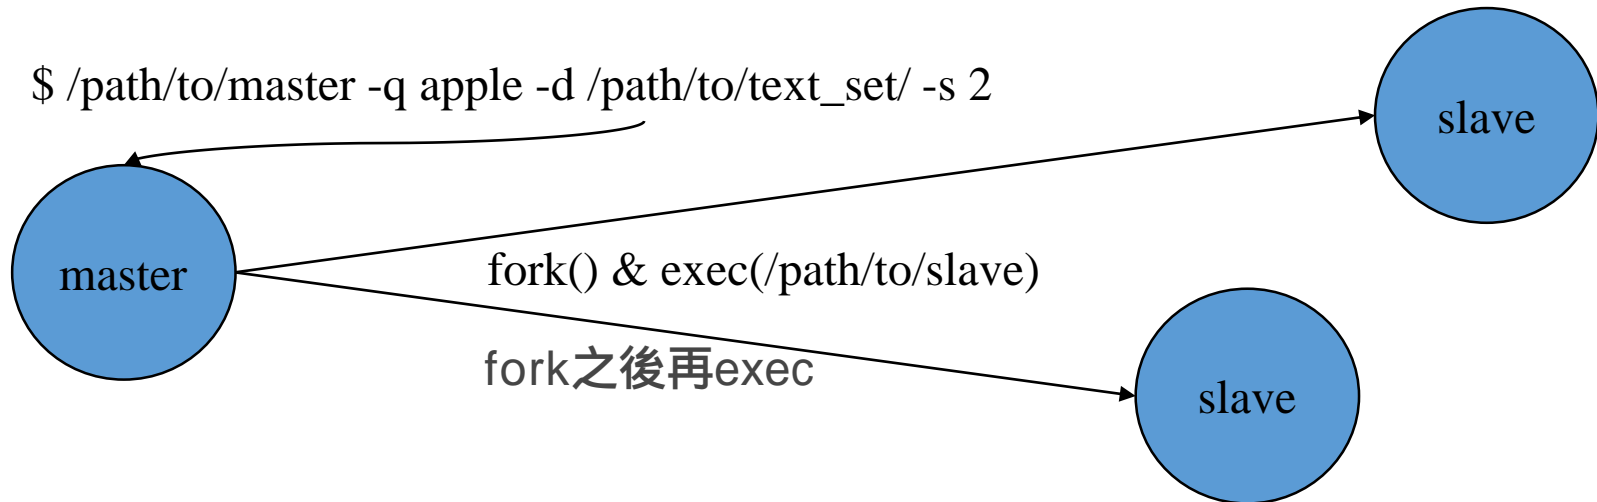 $ /path/to/master -q apple -d /path/to/text_set/ -s 2
slave
master
fork() & exec(/path/to/slave)
fork之後再exec
slave